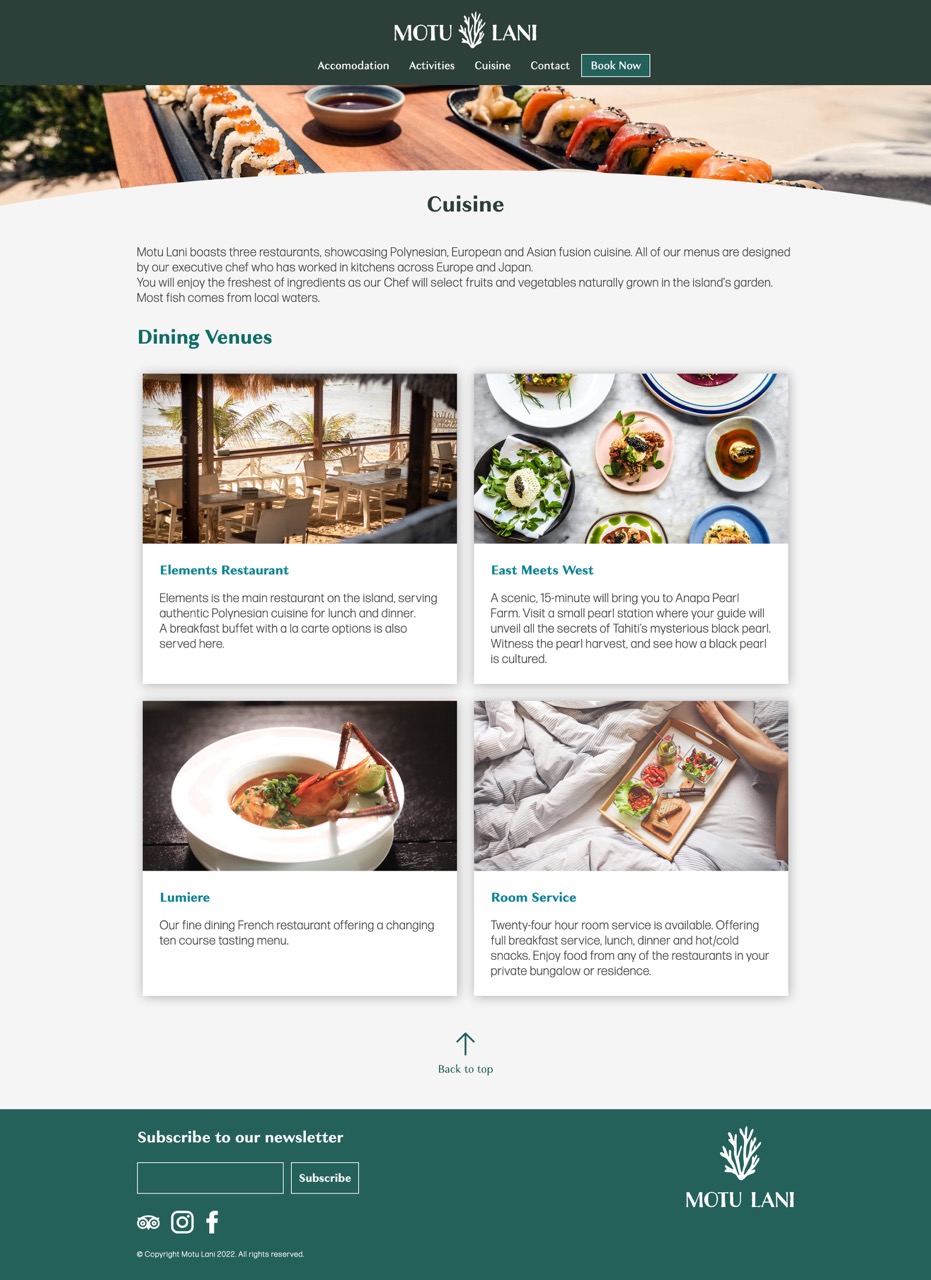 MOTU LANI
Accomodation Activities Cuisine Contact Book Now
Cuisine
Motu Lani boasts three restaurants, showcasing Polynesian, European and Asian fusion cuisine. All of our menus are designed
by our executive chef who has worked in kitchens across Europe and Japan.
You will enjoy the freshest of ingredients as our Chef will select fruits and vegetables naturally grown in the island's garden.
Most fish comes from local waters.
Dining Venues
Elements Restaurant
Elements is the main restaurant on the island, serving
authentic Polynesian cuisine for lunch and dinner.
A breakfast buffet with a la carte options is also
served here.
East Meets West
A scenic, 15-minute will bring you to Anapa Pearl
Farm. Visit a small pearl station where your guide will
unveil all the secrets of Tahiti's mysterious black pearl.
Witness the pearl harvest, and see how a black pearl
is cultured.
Lumiere
Our fine dining French restaurant offering a changing
ten course tasting menu.
Room Service
Twenty-four hour room service is available. Offering
full breakfast service, lunch, dinner and hot/cold
snacks. Enjoy food from any of the restaurants in your
private bungalow or residence.
Back to top
Subscribe to our newsletter
Subscribe
MOTU LANI
© Copyright Motu Lani 2022. All rights reserved.